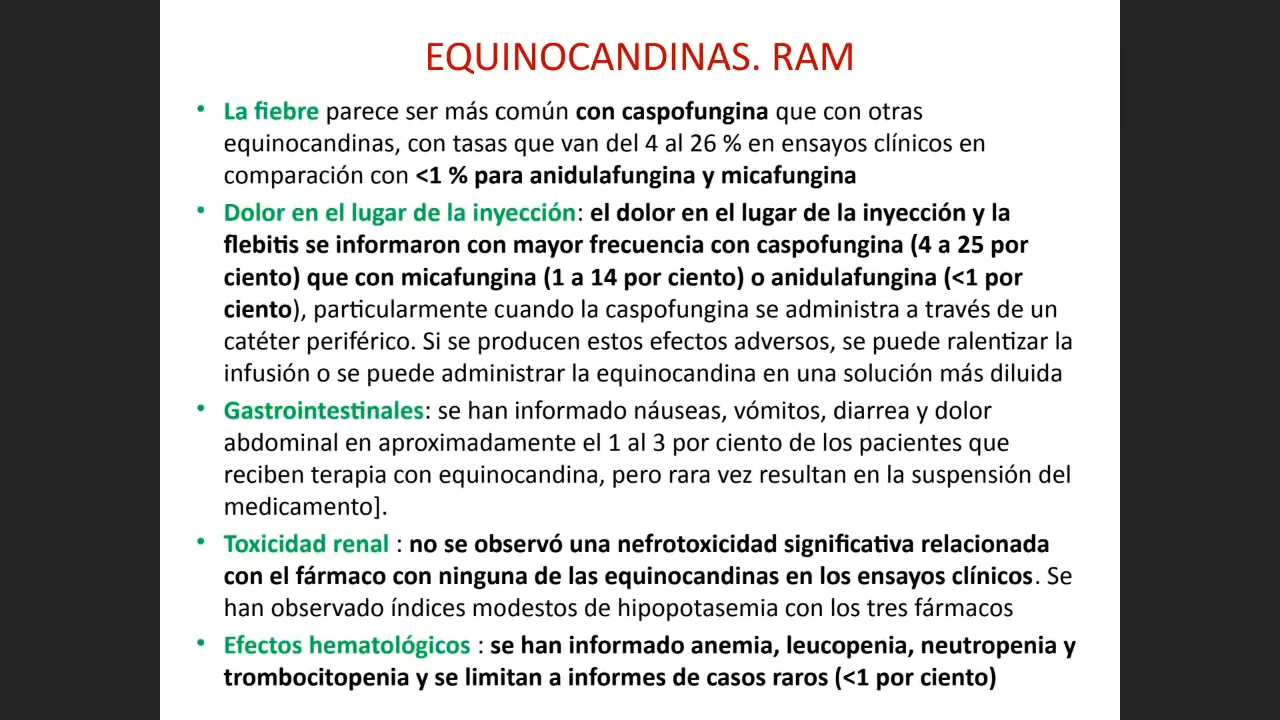 EQUINOCANDINAS. RAM
• La fiebre parece ser más común con caspofungina que con otras
equinocandinas, con tasas que van del 4 al 26 % en ensayos clínicos en
comparación con <1 % para anidulafungina y micafungina
• Dolor en el lugar de la inyección: el dolor en el lugar de la inyección y la
flebitis se informaron con mayor frecuencia con caspofungina (4 a 25 por
ciento) que con micafungina (1 a 14 por ciento) o anidulafungina (<1 por
ciento), particularmente cuando la caspofungina se administra a través de un
catéter periférico. Si se producen estos efectos adversos, se puede ralentizar la
infusión o se puede administrar la equinocandina en una solución más diluida
• Gastrointestinales: se han informado náuseas, vómitos, diarrea y dolor
abdominal en aproximadamente el 1 al 3 por ciento de los pacientes que
reciben terapia con equinocandina, pero rara vez resultan en la suspensión del
medicamento].
• Toxicidad renal : no se observó una nefrotoxicidad significativa relacionada
con el fármaco con ninguna de las equinocandinas en los ensayos clínicos. Se
han observado índices modestos de hipopotasemia con los tres fármacos
• Efectos hematológicos : se han informado anemia, leucopenia, neutropenia y
trombocitopenia y se limitan a informes de casos raros (<1 por ciento)